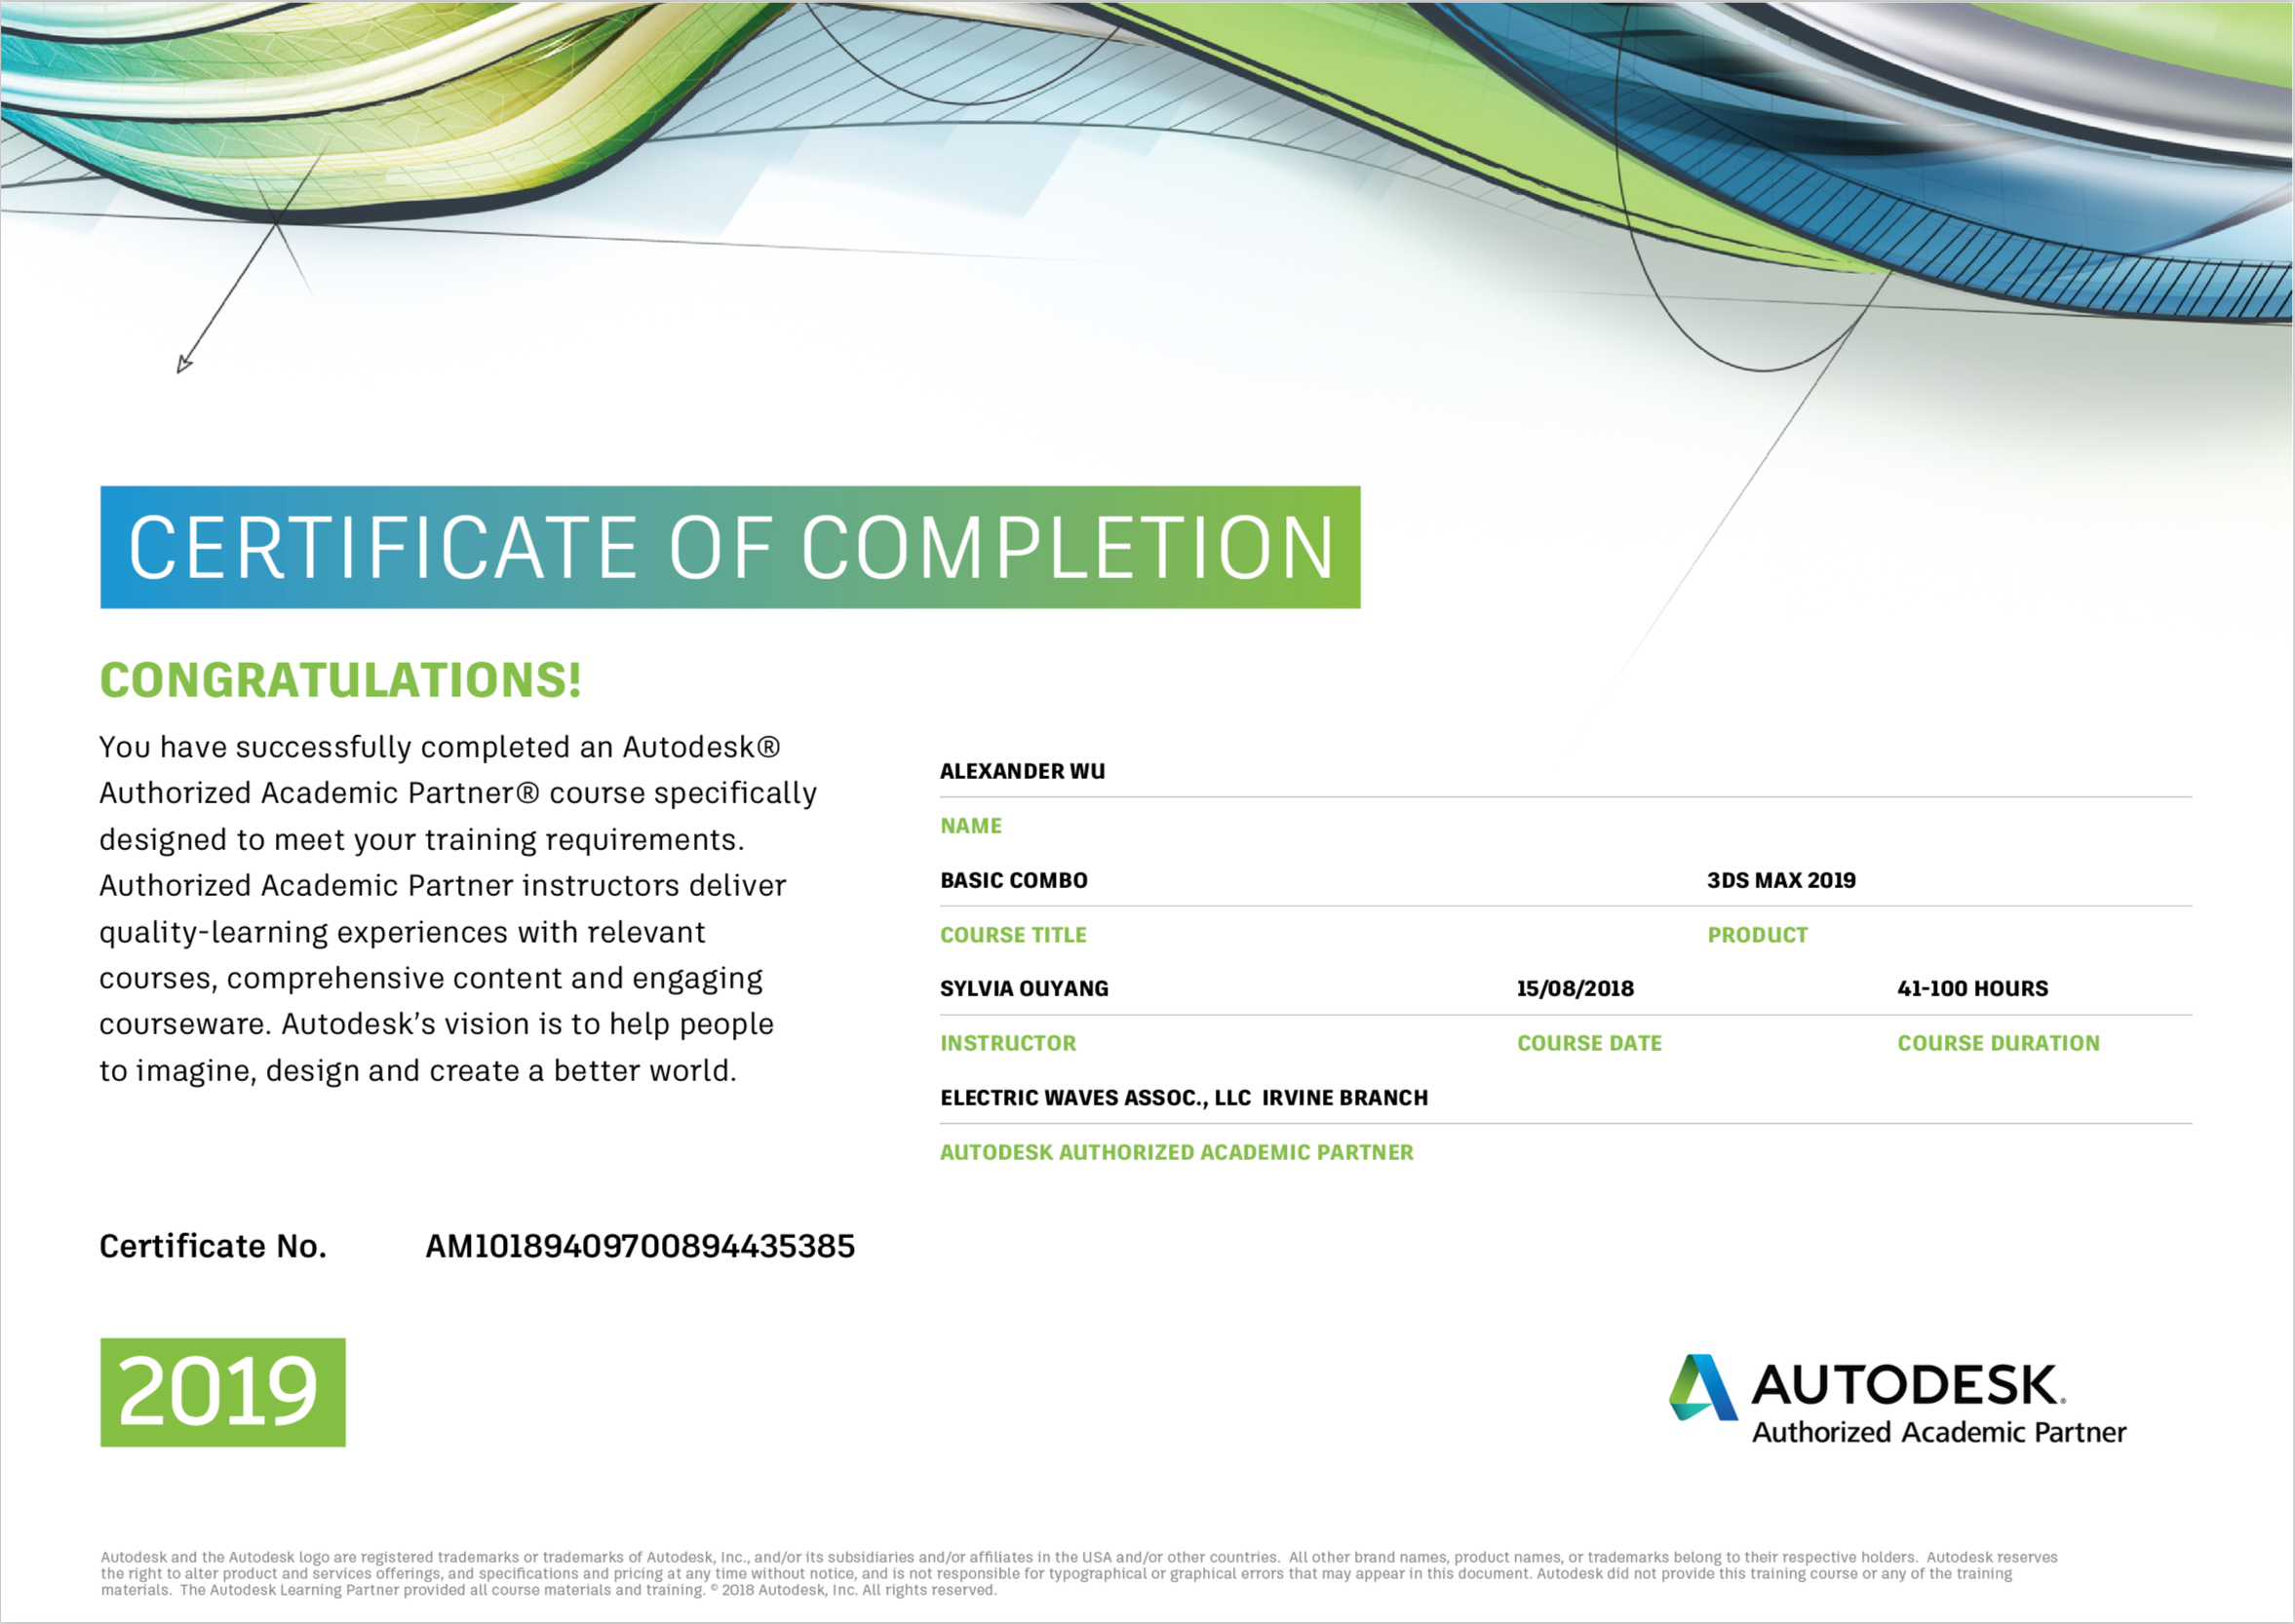 CERTIFICATE OF COMPLETION
CONGRATULATIONS!
You have successfully completed an Autodesk®
Authorized Academic Partner® course specifically
designed to meet your training requirements.
Authorized Academic Partner instructors deliver
quality-learning experiences with relevant
courses, comprehensive content and engaging
courseware. Autodesk’s vision is to help people
to imagine, design and create a better world.
ALEXANDER WU
NAME
BASIC COMBO 3DS MAX 2019
COURSE TITLE PRODUCT
SYLVIA OUYANG 15/08/2018 41-100 HOURS
INSTRUCTOR COURSE DATE COURSE DURATION
ELECTRIC WAVES ASSOC., LLC IRVINE BRANCH
AUTODESK AUTHORIZED ACADEMIC PARTNER
Certificate No. AM10189409700894435385
2019
AUTODESK®
Authorized Academic Partner
Autodesk and the Autodesk logo are registered trademarks or trademarks of Autodesk, Inc., and/or its subsidiaries and/or affiliates in the USA and/or other countries. All other brand names, product names, or trademarks belong to their respective holders. Autodesk reserves
the right to alter product and services offerings, and specifications and pricing at any time without notice, and is not responsible for typographical or graphical errors that may appear in this document. Autodesk did not provide this training course or any of the training
materials. The Autodesk Learning Partner provided all course materials and training. © 2018 Autodesk, Inc. All rights reserved.